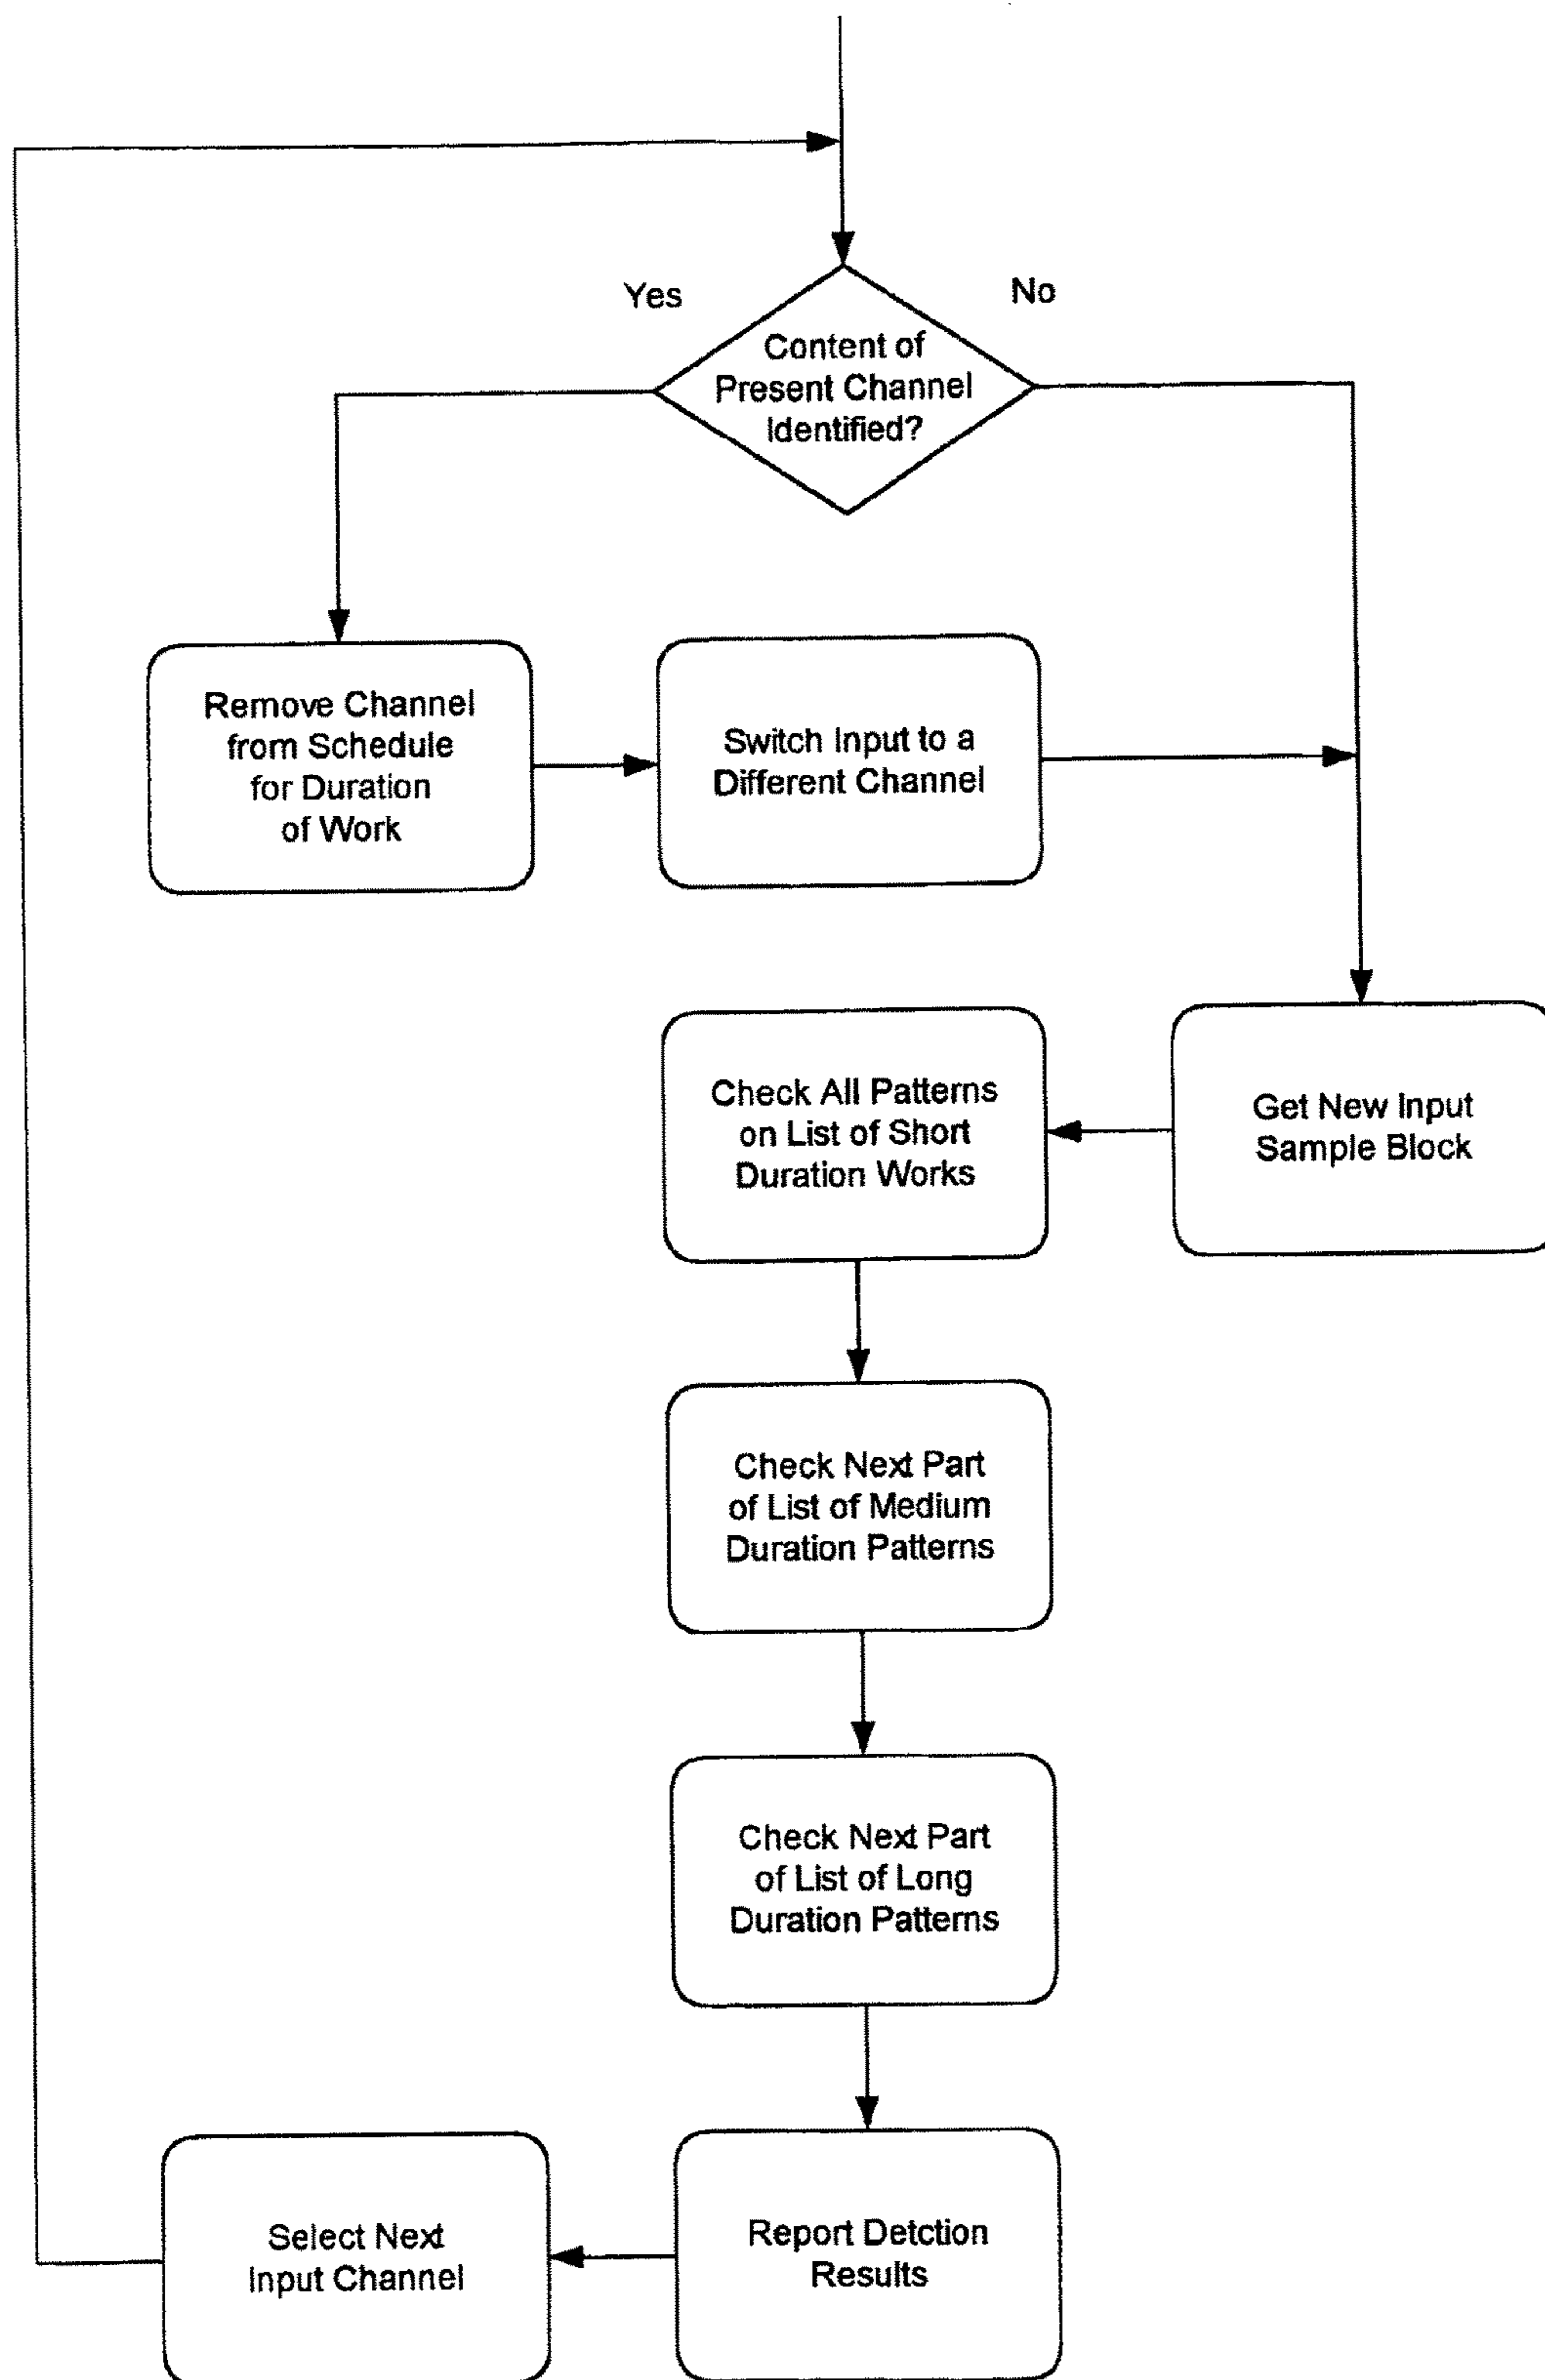 Yes
No
Content of
Present Channel
Identified?
Remove Channel
from Schedule
for Duration
of Work
Switch Input to a
Different Channel
Check All Patterns
on List of Short
Duration Works
Get New Input
Sample Block
Check Next Part
of List of Medium
Duration Patterns
Check Next Part
of List of Long
Duration Patterns
Select Next
Input Channel
Report Detction
Results